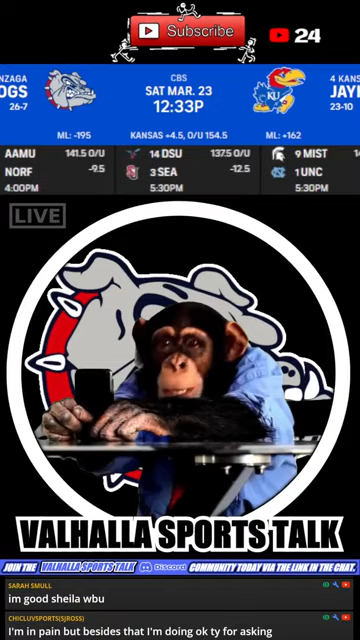 Subscribe
24
NZAGA
OGS
26-7
CBS
SAT MAR. 23
12:33P
4 KANS
JAYH
23-10
KU
ML: -195
KANSAS +4.5, O/U 154.5
ML: +162
AAMU 141.5 O/U
NORF -9.5
4:00PM
14 DSU 137.5 O/U
3 SEA -12.5
5:30PM
9 MIST 14
1 UNC
5:30PM
LIVE
VALHALLA SPORTS TALK
JOIN THE VALHALLA SPORTS TALK Discord COMMUNITY TODAY VIA THE LINK IN THE CHAT.
SARAH SMULL
im good sheila wbu
CHICLUVSPORTS(SJROSS)
I'm in pain but besides that I'm doing ok ty for asking